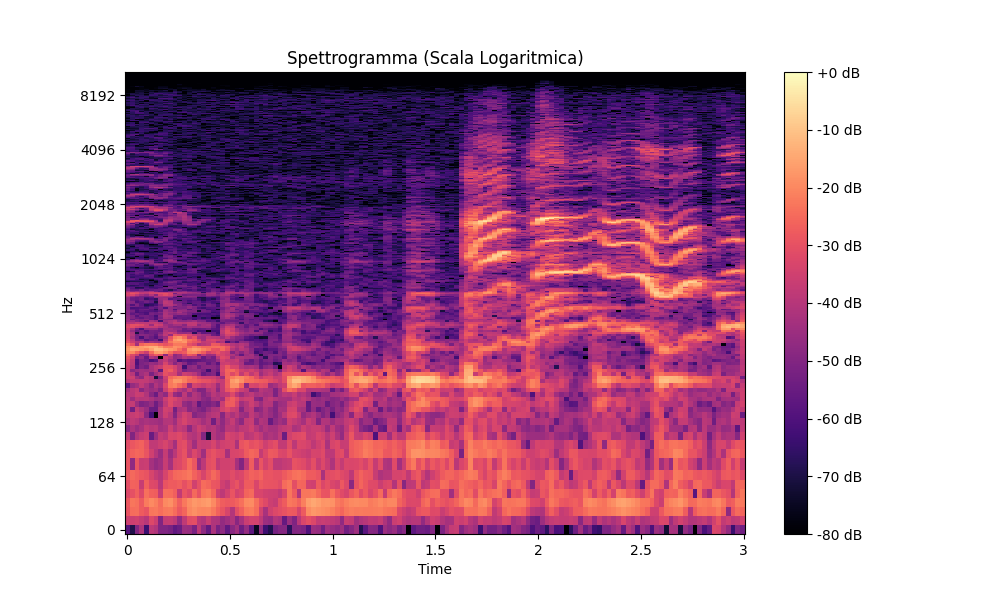 Spettrogramma (Scala Logaritmica)
Hz
8192
4096
2048
1024
512
256
128
64
0
0
0.5
1
1.5
2
2.5
3
Time
+0 dB
-10 dB
-20 dB
-30 dB
-40 dB
-50 dB
-60 dB
-70 dB
-80 dB